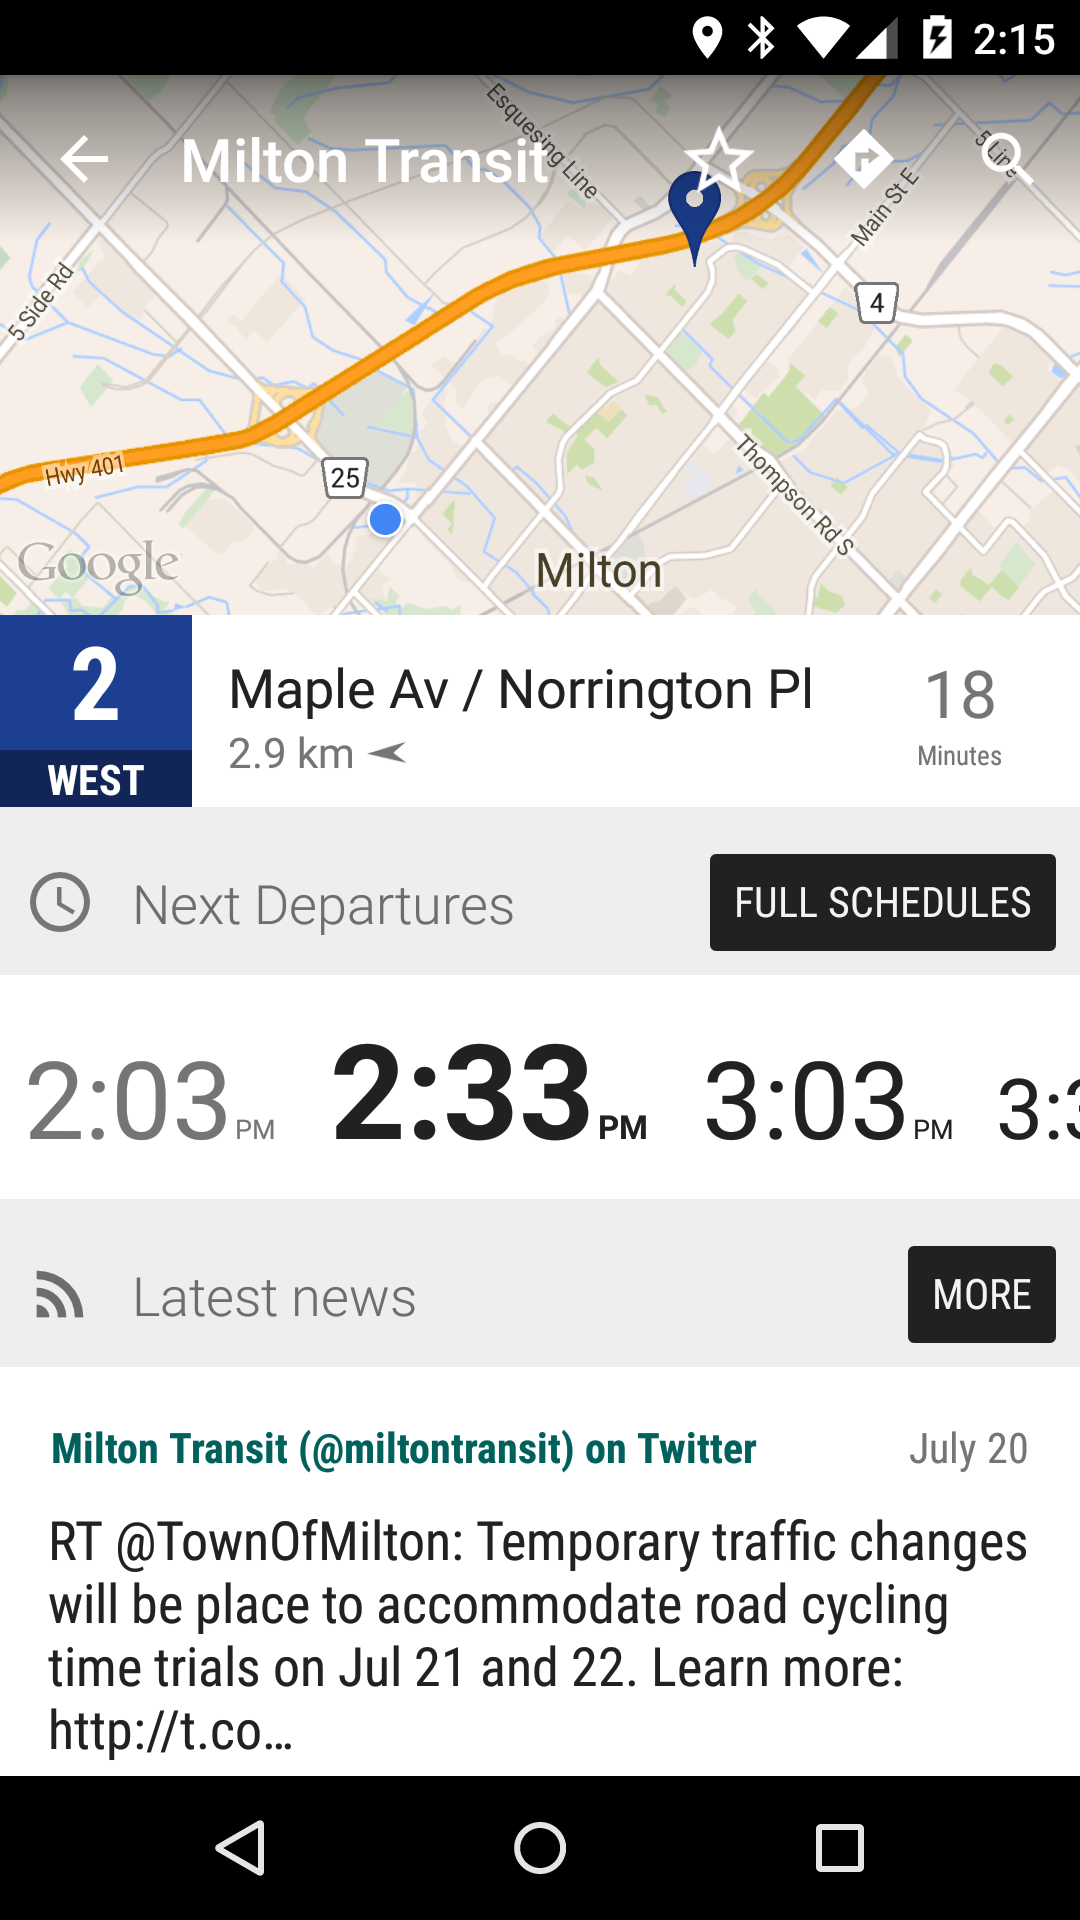 2:15
Milton Transit
Esquesing Line
5 Line
Main St E
5 Side Rd
4
Hwy 401
25
Thompson Rd S
Google
Milton
2
WEST
Maple Av / Norrington Pl
2.9 km
18
Minutes
Next Departures
FULL SCHEDULES
2:03 PM
2:33 PM
3:03 PM
3:3
Latest news
MORE
Milton Transit (@miltontransit) on Twitter
July 20
RT @TownOfMilton: Temporary traffic changes
will be place to accommodate road cycling
time trials on Jul 21 and 22. Learn more:
http://t.co…